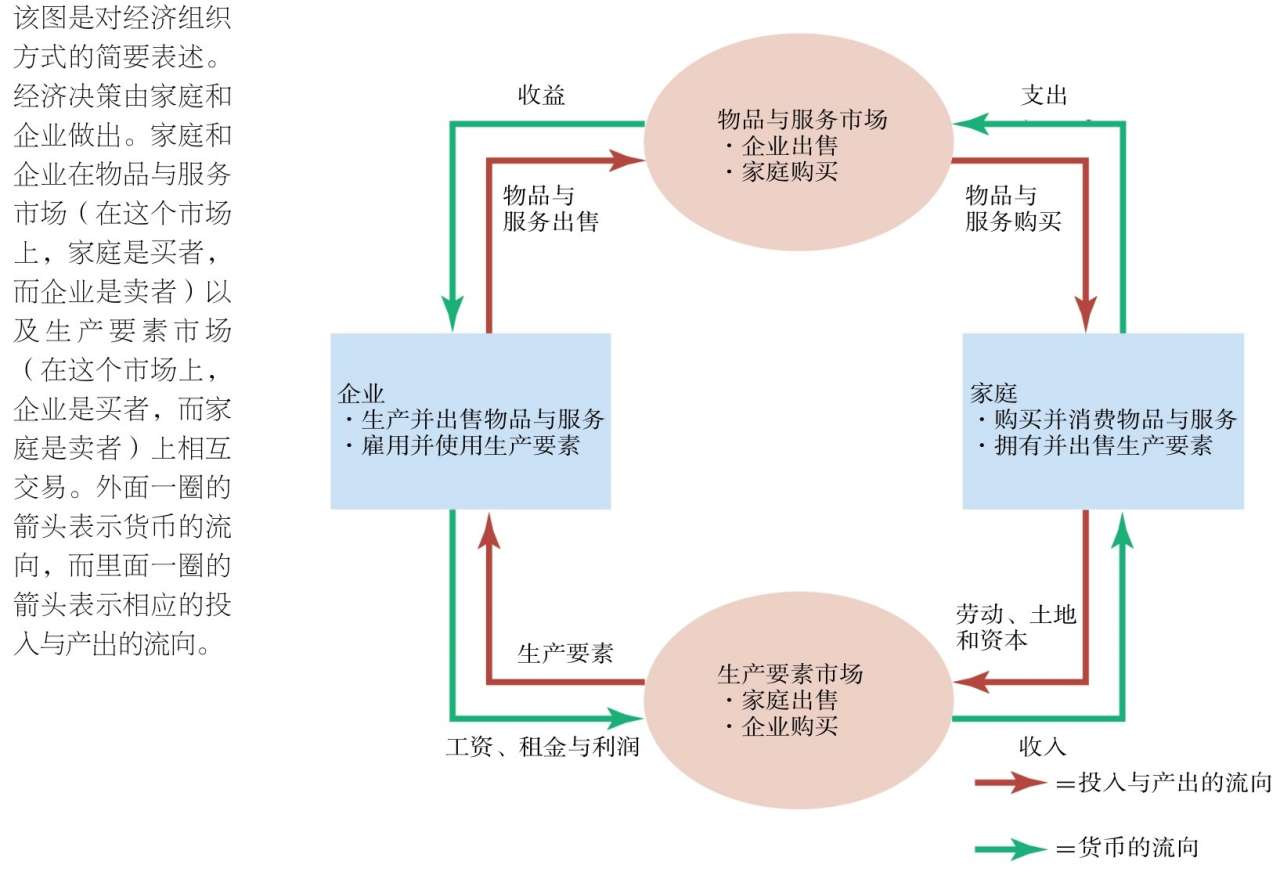 该图是对经济组织
方式的简要表述。
经济决策由家庭和
企业做出。家庭和
企业在物品与服务
市场（在这个市场
上，家庭是买者，
而企业是卖者）以
及生产要素市场
（在这个市场上，
企业是买者，而家
庭是卖者）上相互
交易。外面一圈的
箭头表示货币的流
向，而里面一圈的
箭头表示相应的投
入与产出的流向。
收益
支出
物品与服务市场
·企业出售
·家庭购买
物品与
服务出售
物品与
服务购买
企业
·生产并出售物品与服务
·雇用并使用生产要素
家庭
·购买并消费物品与服务
·拥有并出售生产要素
生产要素
劳动、土地
和资本
生产要素市场
·家庭出售
·企业购买
工资、租金与利润
收入
=投入与产出的流向
=货币的流向